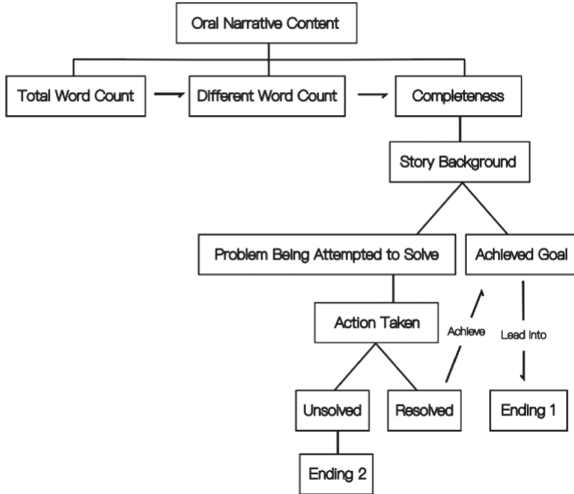 Oral Narrative Content
Total Word Count
Different Word Count
Completeness
Story Background
Problem Being Attempted to Solve
Achieved Goal
Action Taken
Achieve
Lead Into
Unsolved
Resolved
Ending 1
Ending 2